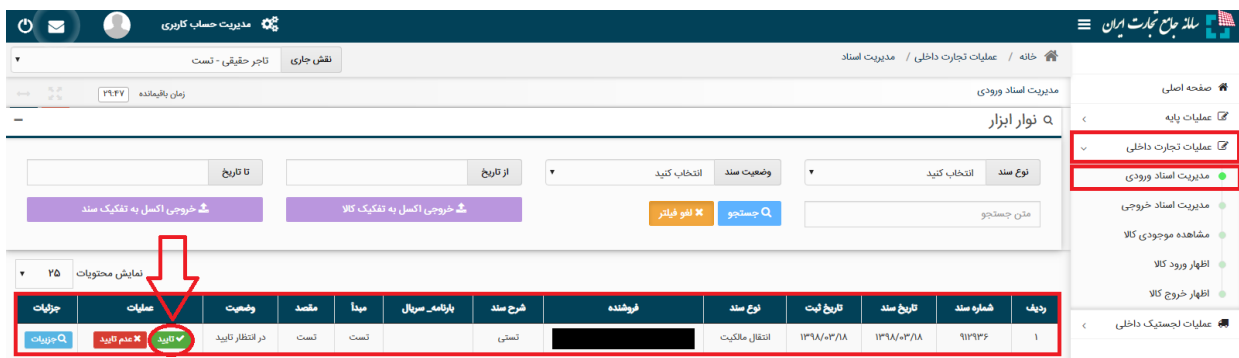 سامانه جامع تجارت ایران
مدیریت حساب کاربری
خانه / عملیات تجارت داخلی / مدیریت اسناد
نقش جاری
تاجر حقیقی - تست
مدیریت اسناد ورودی
زمان باقیمانده ۲۹:۴۷
صفحه اصلی
عملیات پایه
عملیات تجارت داخلی
مدیریت اسناد ورودی
مدیریت اسناد خروجی
مشاهده موجودی کالا
اظهار ورود کالا
اظهار خروج کالا
عملیات لجستیک داخلی
نوار ابزار
نوع سند انتخاب کنید وضعیت سند انتخاب کنید از تاریخ تا تاریخ
متن جستجو جستجو لغو فیلتر خروجی اکسل به تفکیک کالا خروجی اکسل به تفکیک سند
نمایش محتویات ۲۵
ردیف شماره سند تاریخ سند تاریخ ثبت نوع سند فروشنده شرح سند بارنامه_سریال مبدأ مقصد وضعیت عملیات جزئیات
۱ ۹۱۲۹۳۶ ۱۳۹۸/۰۳/۱۸ ۱۳۹۸/۰۳/۱۸ انتقال مالکیت تستی تست تست در انتظار تایید تایید عدم تایید جزییات